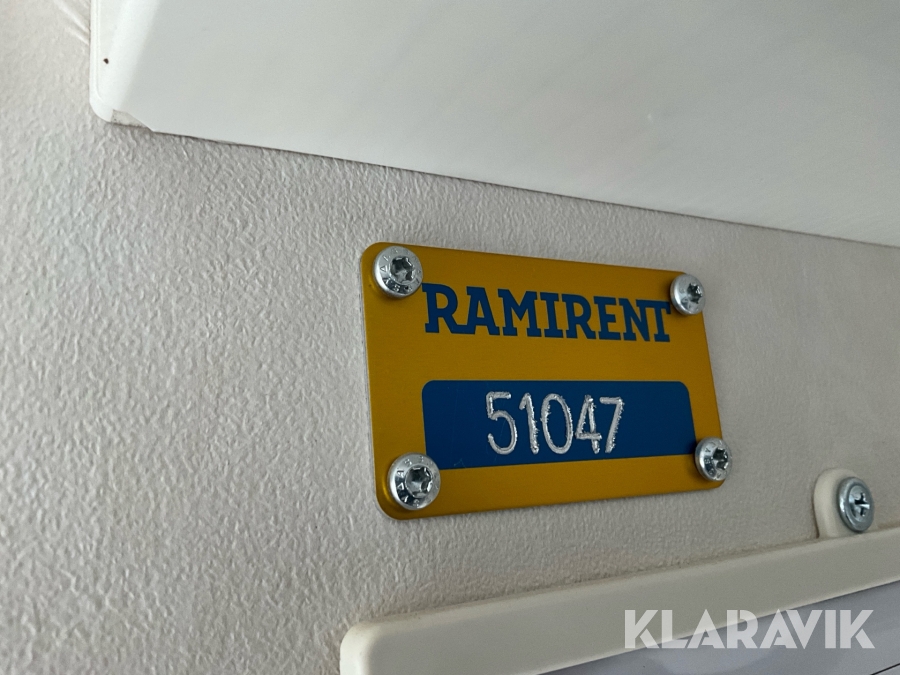 RAMIRENT
51047
KLARAVIK